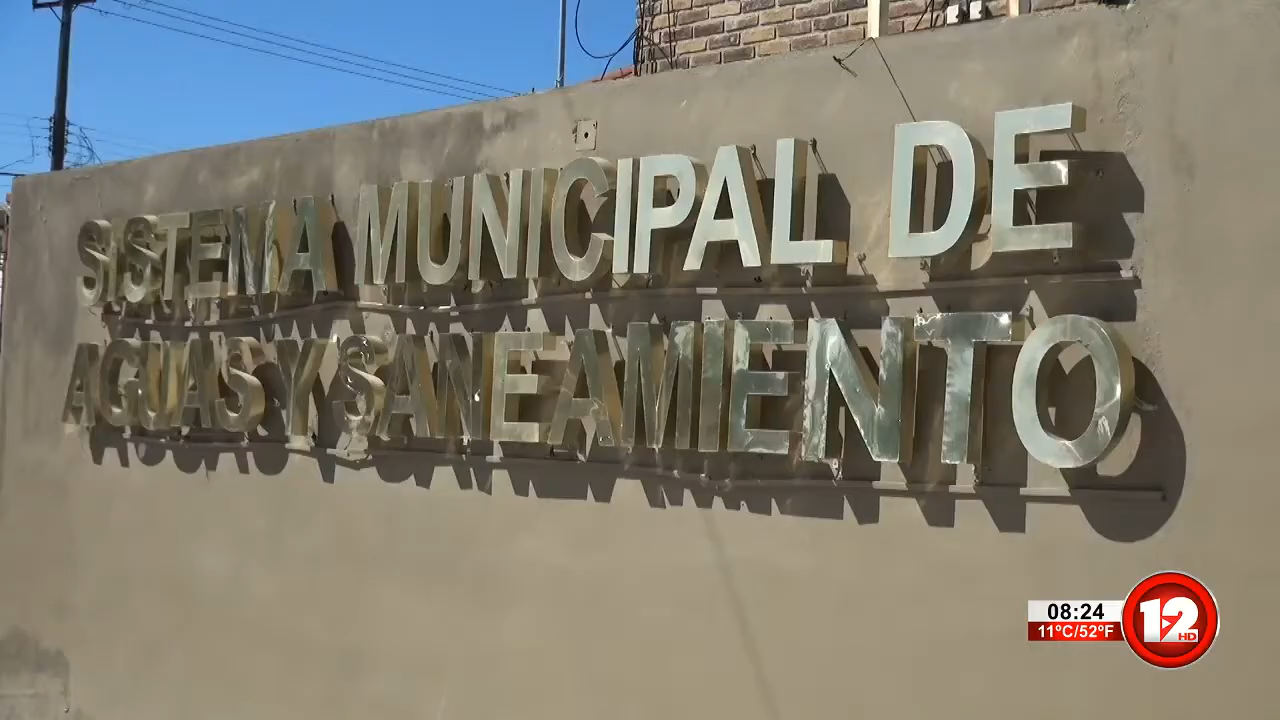 SISTEMA MUNICIPAL DE
AGUAS Y SANEAMIENTO
08:24
11°C/52°F
12
HD